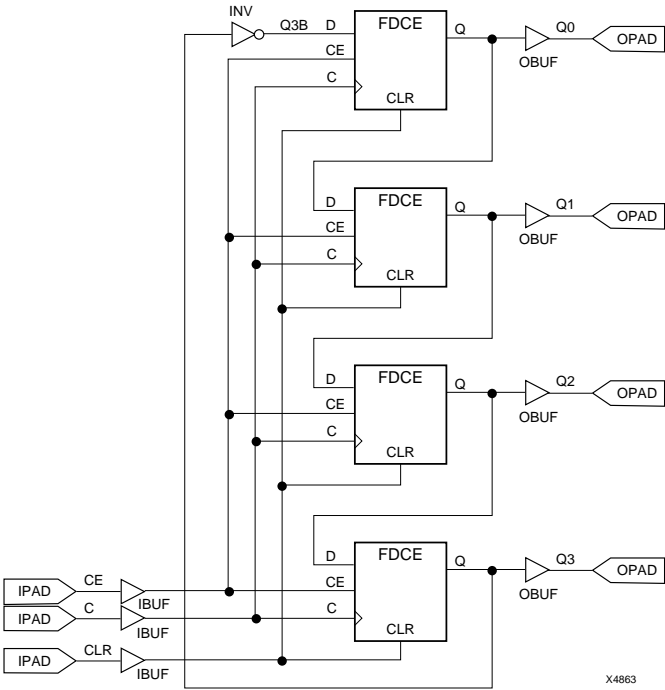 INV
Q3B D FDCE Q Q0 OPAD
CE OBUF
C
CLR
D FDCE Q Q1 OPAD
CE OBUF
C
CLR
D FDCE Q Q2 OPAD
CE OBUF
C
CLR
D FDCE Q Q3 OPAD
IPAD CE IBUF CE OBUF
IPAD C IBUF C
CLR
IPAD CLR IBUF
X4863